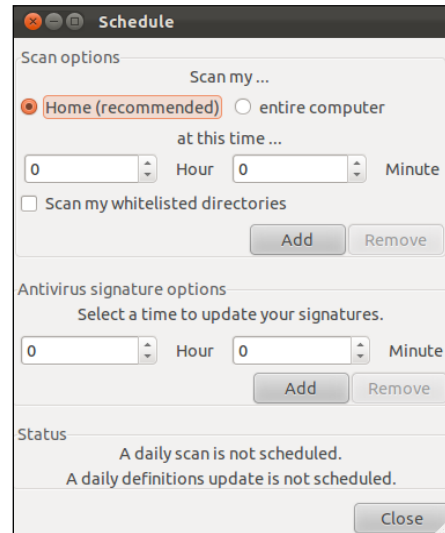 Schedule
Scan options
Scan my ...
Home (recommended) entire computer
at this time ...
0 Hour 0 Minute
Scan my whitelisted directories
Add Remove
Antivirus signature options
Select a time to update your signatures.
0 Hour 0 Minute
Add Remove
Status
A daily scan is not scheduled.
A daily definitions update is not scheduled.
Close